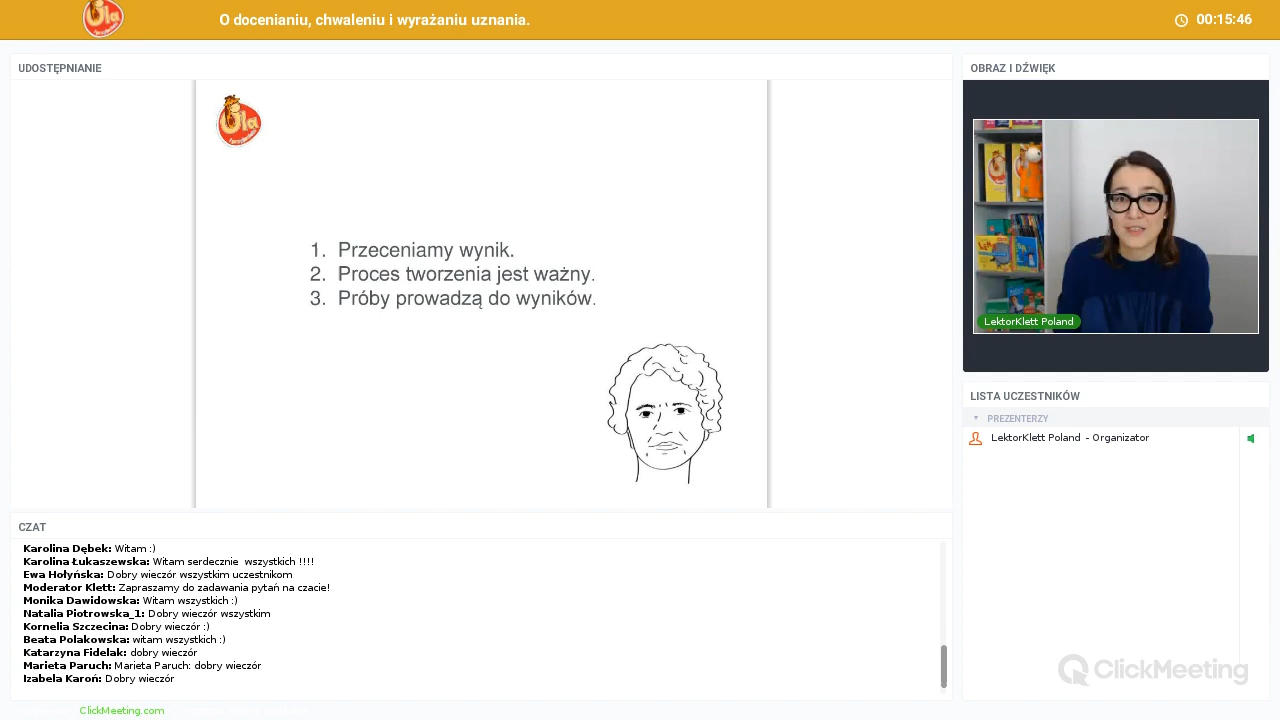 Ula
O docenianiu, chwaleniu i wyrażaniu uznania.
00:15:46
UDOSTĘPNIANIE
Ula
1. Przeceniamy wynik.
2. Proces tworzenia jest ważny.
3. Próby prowadzą do wyników.
OBRAZ I DŹWIĘK
LektorKlett Poland
LISTA UCZESTNIKÓW
PREZENTERZY
LektorKlett Poland - Organizator
CZAT
Karolina Dębek: Witam :)
Karolina Łukaszewska: Witam serdecznie wszystkich !!!!
Ewa Hołyńska: Dobry wieczór wszystkim uczestnikom
Moderator Klett: Zapraszamy do zadawania pytań na czacie!
Monika Dawidowska: Witam wszystkich :)
Natalia Piotrowska_1: Dobry wieczór wszystkim
Kornelia Szczecina: Dobry wieczór :)
Beata Polakowska: witam wszystkich :)
Katarzyna Fidelak: dobry wieczór
Marieta Paruch: Marieta Paruch: dobry wieczór
Izabela Karoń: Dobry wieczór
ClickMeeting
ClickMeeting.com